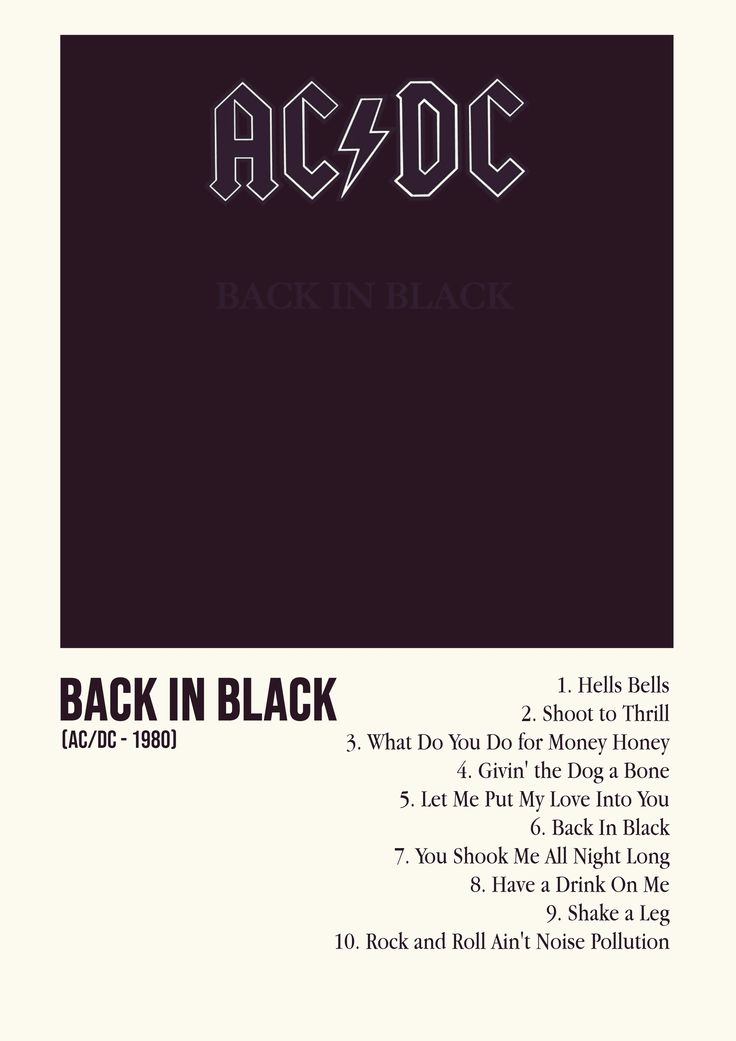 AC/DC
BACK IN BLACK
BACK IN BLACK
(AC/DC - 1980)
1. Hells Bells
2. Shoot to Thrill
3. What Do You Do for Money Honey
4. Givin' the Dog a Bone
5. Let Me Put My Love Into You
6. Back In Black
7. You Shook Me All Night Long
8. Have a Drink On Me
9. Shake a Leg
10. Rock and Roll Ain't Noise Pollution